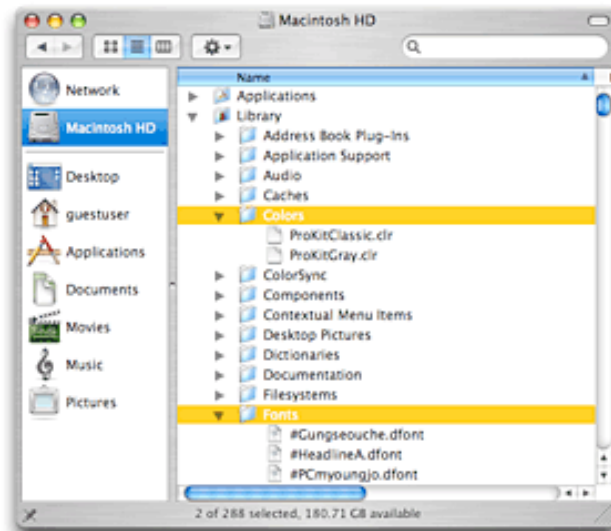 Macintosh HD
Network
Macintosh HD
Desktop
guestuser
Applications
Documents
Movies
Music
Pictures
Name
Applications
Library
Address Book Plug-Ins
Application Support
Audio
Caches
Colors
ProKitClassic.clr
ProKitGray.clr
ColorSync
Components
Contextual Menu Items
Desktop Pictures
Dictionaries
Documentation
Filesystems
Fonts
#Gungseouche.dfont
#HeadlineA.dfont
#PCmyoungjo.dfont
2 of 288 selected, 180.71 GB available